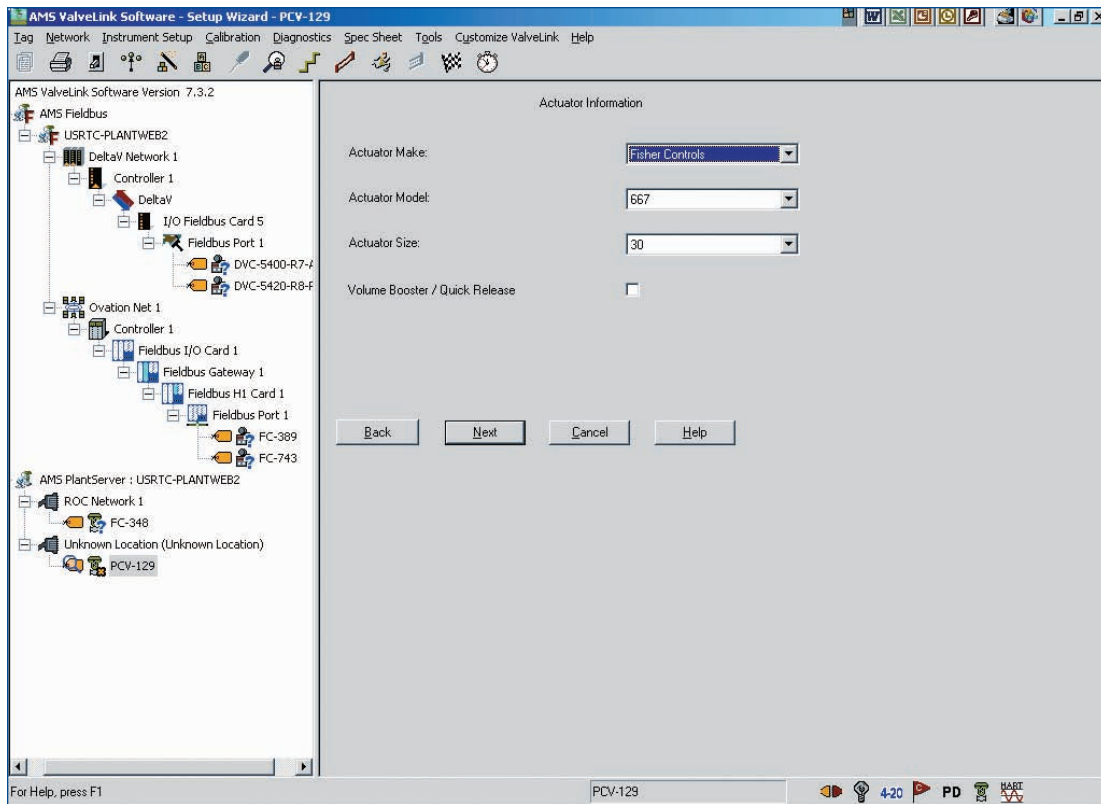 AMS ValveLink Software - Setup Wizard - PCV-129
Tag Network Instrument Setup Calibration Diagnostics Spec Sheet Tools Customize ValveLink Help
AMS ValveLink Software Version 7.3.2
AMS Fieldbus
USRTC-PLANTWEB2
DeltaV Network 1
Controller 1
DeltaV
I/O Fieldbus Card 5
Fieldbus Port 1
DVC-5400-R7-
DVC-5420-R8-
Ovation Net 1
Controller 1
Fieldbus I/O Card 1
Fieldbus Gateway 1
Fieldbus H1 Card 1
Fieldbus Port 1
FC-389
FC-743
AMS PlantServer : USRTC-PLANTWEB2
ROC Network 1
FC-348
Unknown Location (Unknown Location)
PCV-129
Actuator Information
Actuator Make:
Fisher Controls
Actuator Model:
667
Actuator Size:
30
Volume Booster / Quick Release
Back Next Cancel Help
For Help, press F1
PCV-129
4-20
PD
HART